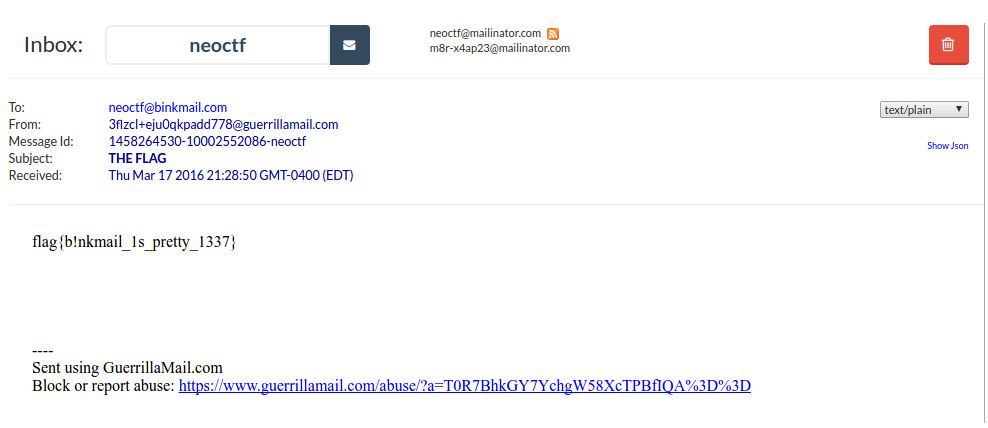 Inbox: neoctf
neoctf@mailinator.com
m8r-x4ap23@mailinator.com
To: neoctf@binkmail.com
text/plain
From: 3flzcl+eju0qkpadd778@guerrillamail.com
Message Id: 1458264530-10002552086-neoctf
Show Json
Subject: THE FLAG
Received: Thu Mar 17 2016 21:28:50 GMT-0400 (EDT)
flag{b!nkmail_1s_pretty_1337}
----
Sent using GuerrillaMail.com
Block or report abuse: https://www.guerrillamail.com/abuse/?a=T0R7BhkGY7YchgW58XcTPBfIQA%3D%3D